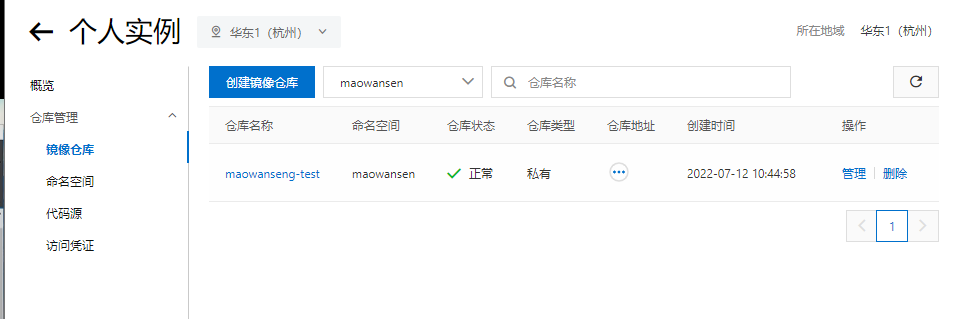 个人实例 华东1（杭州） 所在地域 华东1（杭州）
概览
仓库管理
镜像仓库
命名空间
代码源
访问凭证
创建镜像仓库 maowansen 仓库名称
仓库名称 命名空间 仓库状态 仓库类型 仓库地址 创建时间 操作
maowanseng-test maowansen 正常 私有 2022-07-12 10:44:58 管理 删除
1